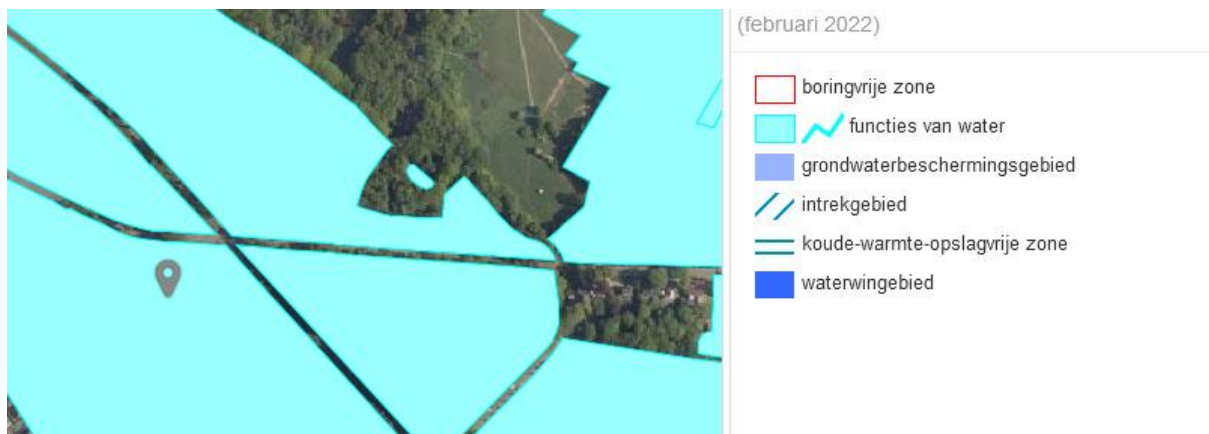 (februari 2022)
boringvrije zone
functies van water
grondwaterbeschermingsgebied
intrekgebied
koude-warmte-opslagvrije zone
waterwingebied